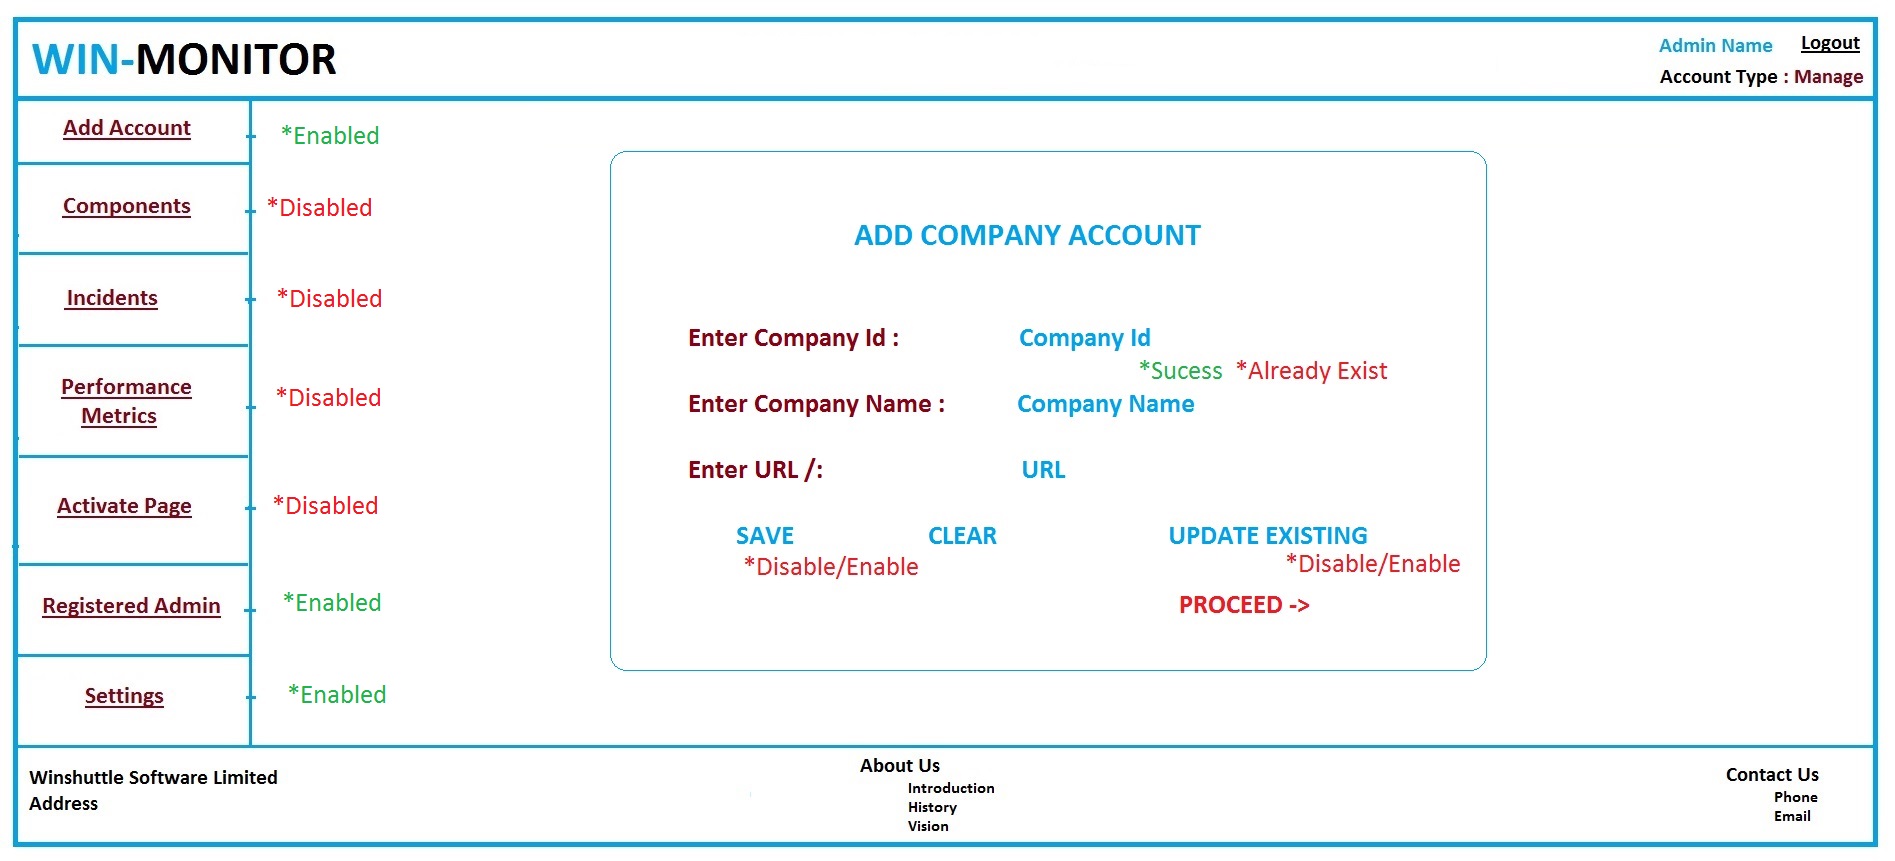 WIN-MONITOR
Admin Name Logout
Account Type : Manage
Add Account *Enabled
Components *Disabled
Incidents *Disabled
Performance
Metrics
*Disabled
Activate Page *Disabled
Registered Admin *Enabled
Settings *Enabled
ADD COMPANY ACCOUNT
Enter Company Id : Company Id
*Sucess *Already Exist
Enter Company Name : Company Name
Enter URL /: URL
SAVE CLEAR UPDATE EXISTING
*Disable/Enable *Disable/Enable
PROCEED ->
Winshuttle Software Limited
Address
About Us
Introduction
History
Vision
Contact Us
Phone
Email